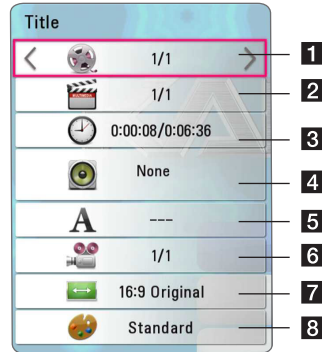 Title
1/1 1
1/1 2
0:00:08/0:06:36 3
None 4
A --- 5
1/1 6
16:9 Original 7
Standard 8